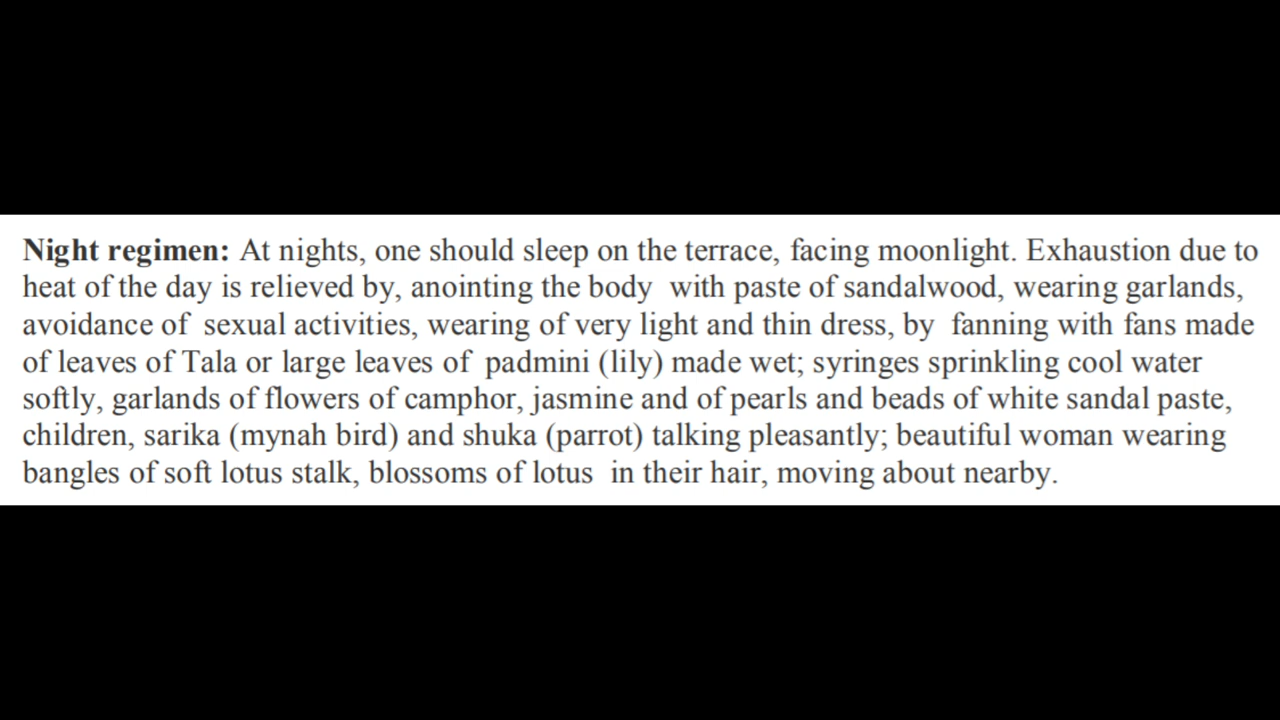 Night regimen: At nights, one should sleep on the terrace, facing moonlight. Exhaustion due to
heat of the day is relieved by, anointing the body with paste of sandalwood, wearing garlands,
avoidance of sexual activities, wearing of very light and thin dress, by fanning with fans made
of leaves of Tala or large leaves of padmini (lily) made wet; syringes sprinkling cool water
softly, garlands of flowers of camphor, jasmine and of pearls and beads of white sandal paste,
children, sarika (mynah bird) and shuka (parrot) talking pleasantly; beautiful woman wearing
bangles of soft lotus stalk, blossoms of lotus in their hair, moving about nearby.